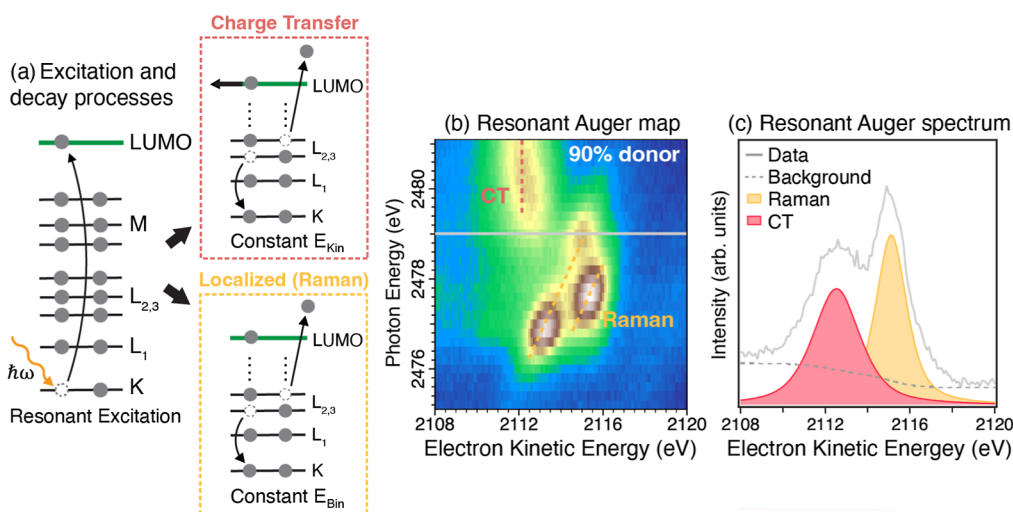 (a) Excitation and
decay processes
LUMO
M
L2,3
L1
K
ħω
Resonant Excitation
Charge Transfer
LUMO
L2,3
L1
K
Constant EKin
Localized (Raman)
LUMO
L2,3
L1
K
Constant EBin
(b) Resonant Auger map
90% donor
CT
Raman
Photon Energy (eV)
2480
2478
2476
2108 2112 2116 2120
Electron Kinetic Energy (eV)
(c) Resonant Auger spectrum
Data
Background
Raman
CT
Intensity (arb. units)
2108 2112 2116 2120
Electron Kinetic Energey (eV)